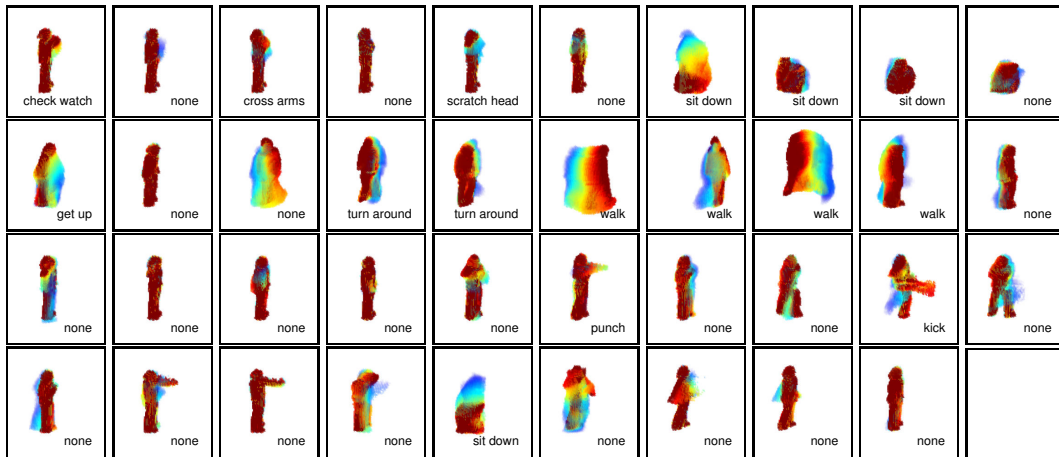 check watch
none
cross arms
none
scratch head
none
sit down
sit down
sit down
none
get up
none
none
turn around
turn around
walk
walk
walk
walk
none
none
none
none
none
none
punch
none
none
kick
none
none
none
none
none
sit down
none
none
none
none